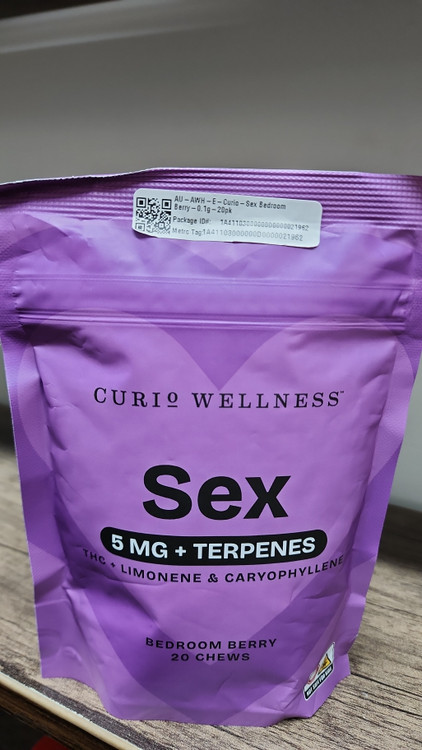 AU – AWH – E – Curio – Sex Bedroom
Berry – 0.1g – 20pk
Package ID#:
Metrc Tag:
CURIO WELLNESS™
Sex
5 MG + TERPENES
THC + LIMONENE & CARYOPHYLLENE
BEDROOM BERRY
20 CHEWS